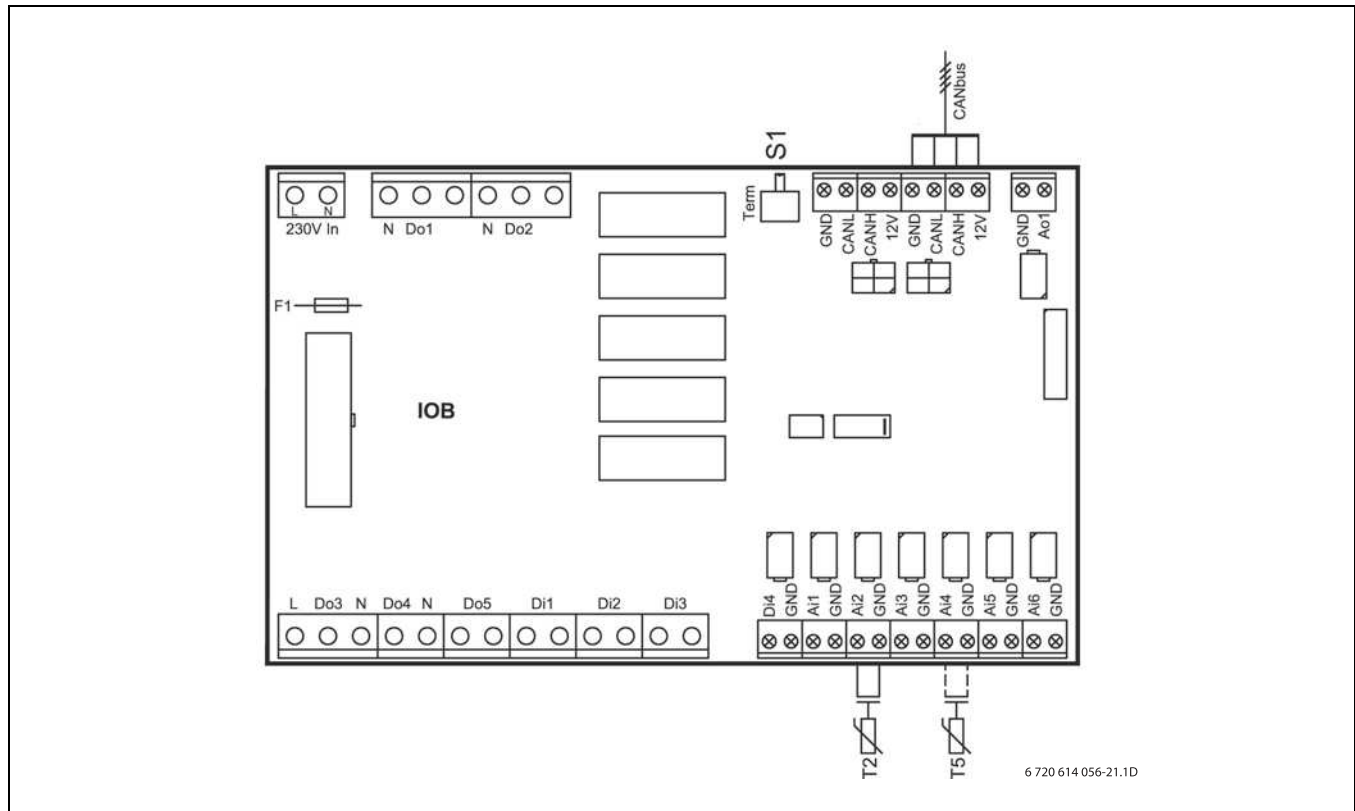 CANbus
S1
Term
L N
230V In
N Do1 N Do2
GND CANL CANH 12V GND CANL CANH 12V
GND Ao1
F1
IOB
L Do3 N Do4 N Do5 Di1 Di2 Di3
Di4 GND Ai1 GND Ai2 GND Ai3 GND Ai4 GND Ai5 GND Ai6 GND
T2 T5
6 720 614 056-21.1D